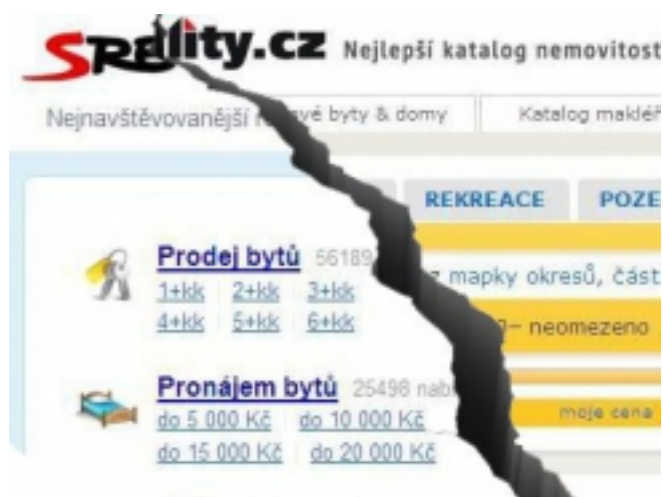 SREality.cz Nejlepší katalog nemovitost
Nejnavštěvovanější
vé byty & domy
Katalog makléř
REKREACE
POZE
Prodej bytů 56189
z mapky okresů, část
1+kk 2+kk 3+kk
4+kk 5+kk 6+kk
– neomezeno
Pronájem bytů 25498 nab
do 5 000 Kč do 10 000 Kč
moje cena
do 15 000 Kč do 20 000 Kč